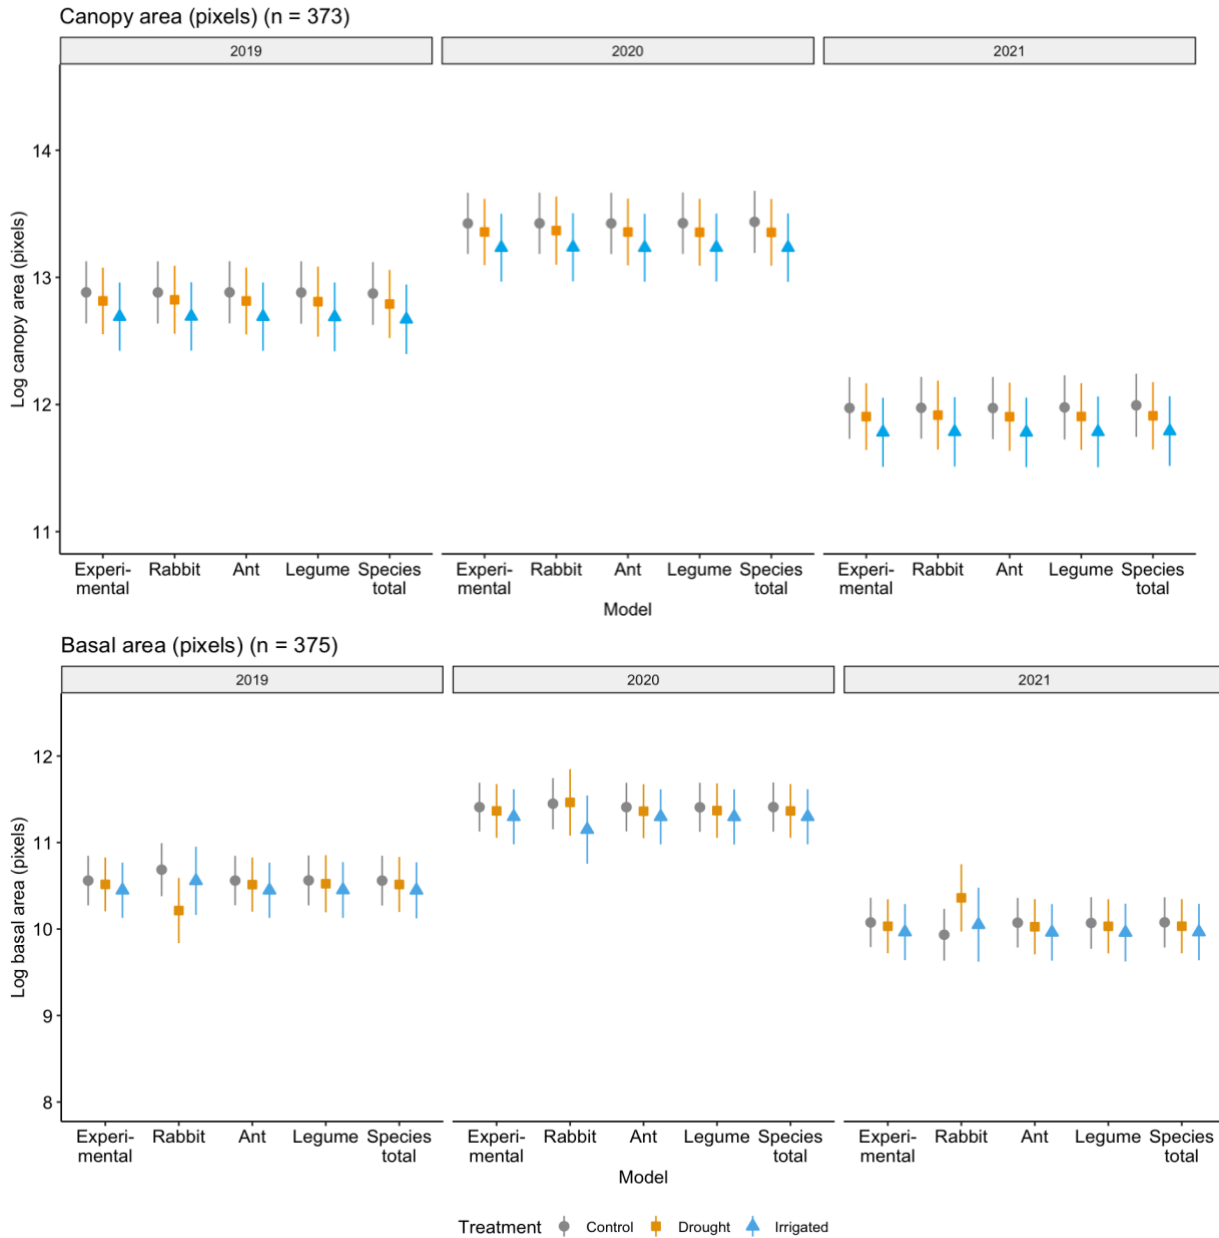 Canopy area (pixels) (n = 373)
2019 2020 2021
Log canopy area (pixels)
14
13
12
11
Experi- Rabbit Ant Legume Species Experi- Rabbit Ant Legume Species Experi- Rabbit Ant Legume Species
mental total mental total mental total
Model
Basal area (pixels) (n = 375)
2019 2020 2021
Log basal area (pixels)
12
11
10
9
8
Experi- Rabbit Ant Legume Species Experi- Rabbit Ant Legume Species Experi- Rabbit Ant Legume Species
mental total mental total mental total
Model
Treatment Control Drought Irrigated